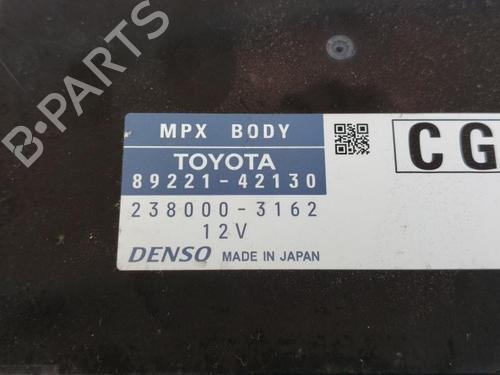 MPX BODY
TOYOTA
89221-42130
238000-3162
12V
DENSO MADE IN JAPAN
CG
B-PARTS